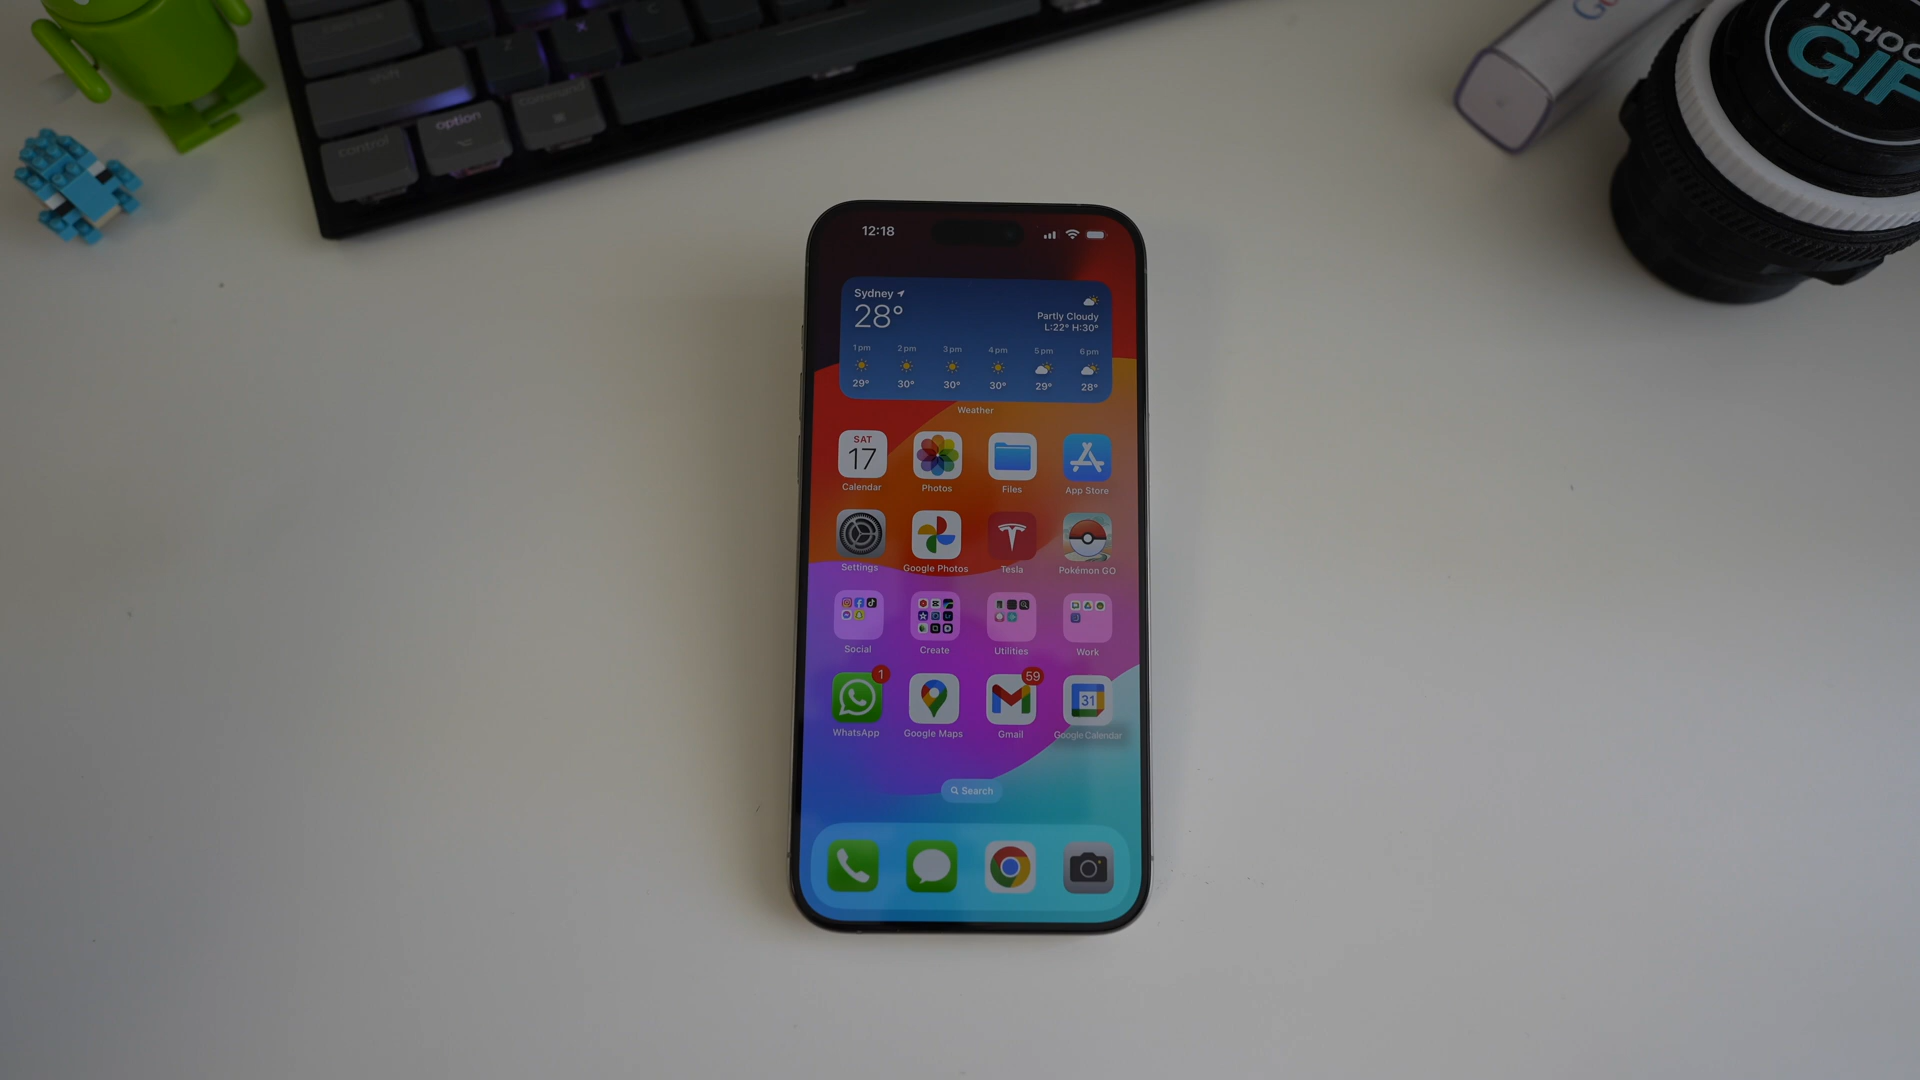 shift
Z
X
C
control
option
command
I SHOO
GIF
12:18
Sydney
28°
Partly Cloudy
L:22° H:30°
1 pm 2 pm 3 pm 4 pm 5 pm 6 pm
29° 30° 30° 30° 29° 28°
Weather
SAT
17
Calendar Photos Files App Store
Settings Google Photos Tesla Pokémon GO
Social Create Utilities Work
1
59
31
WhatsApp Google Maps Gmail Google Calendar
Search